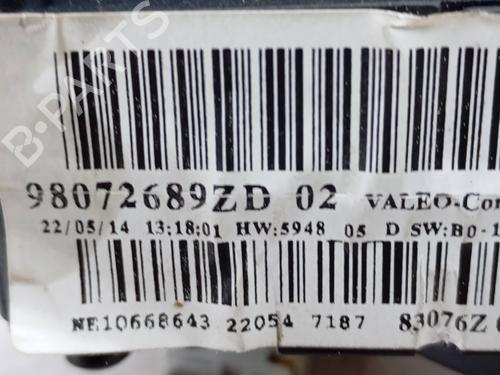 B-PARTS
98072689ZD 02 VALEO-Con
22/05/14 13:18:01 HW:5948 05 D SW:B0-1
NE10668643 22054 7187 83076Z